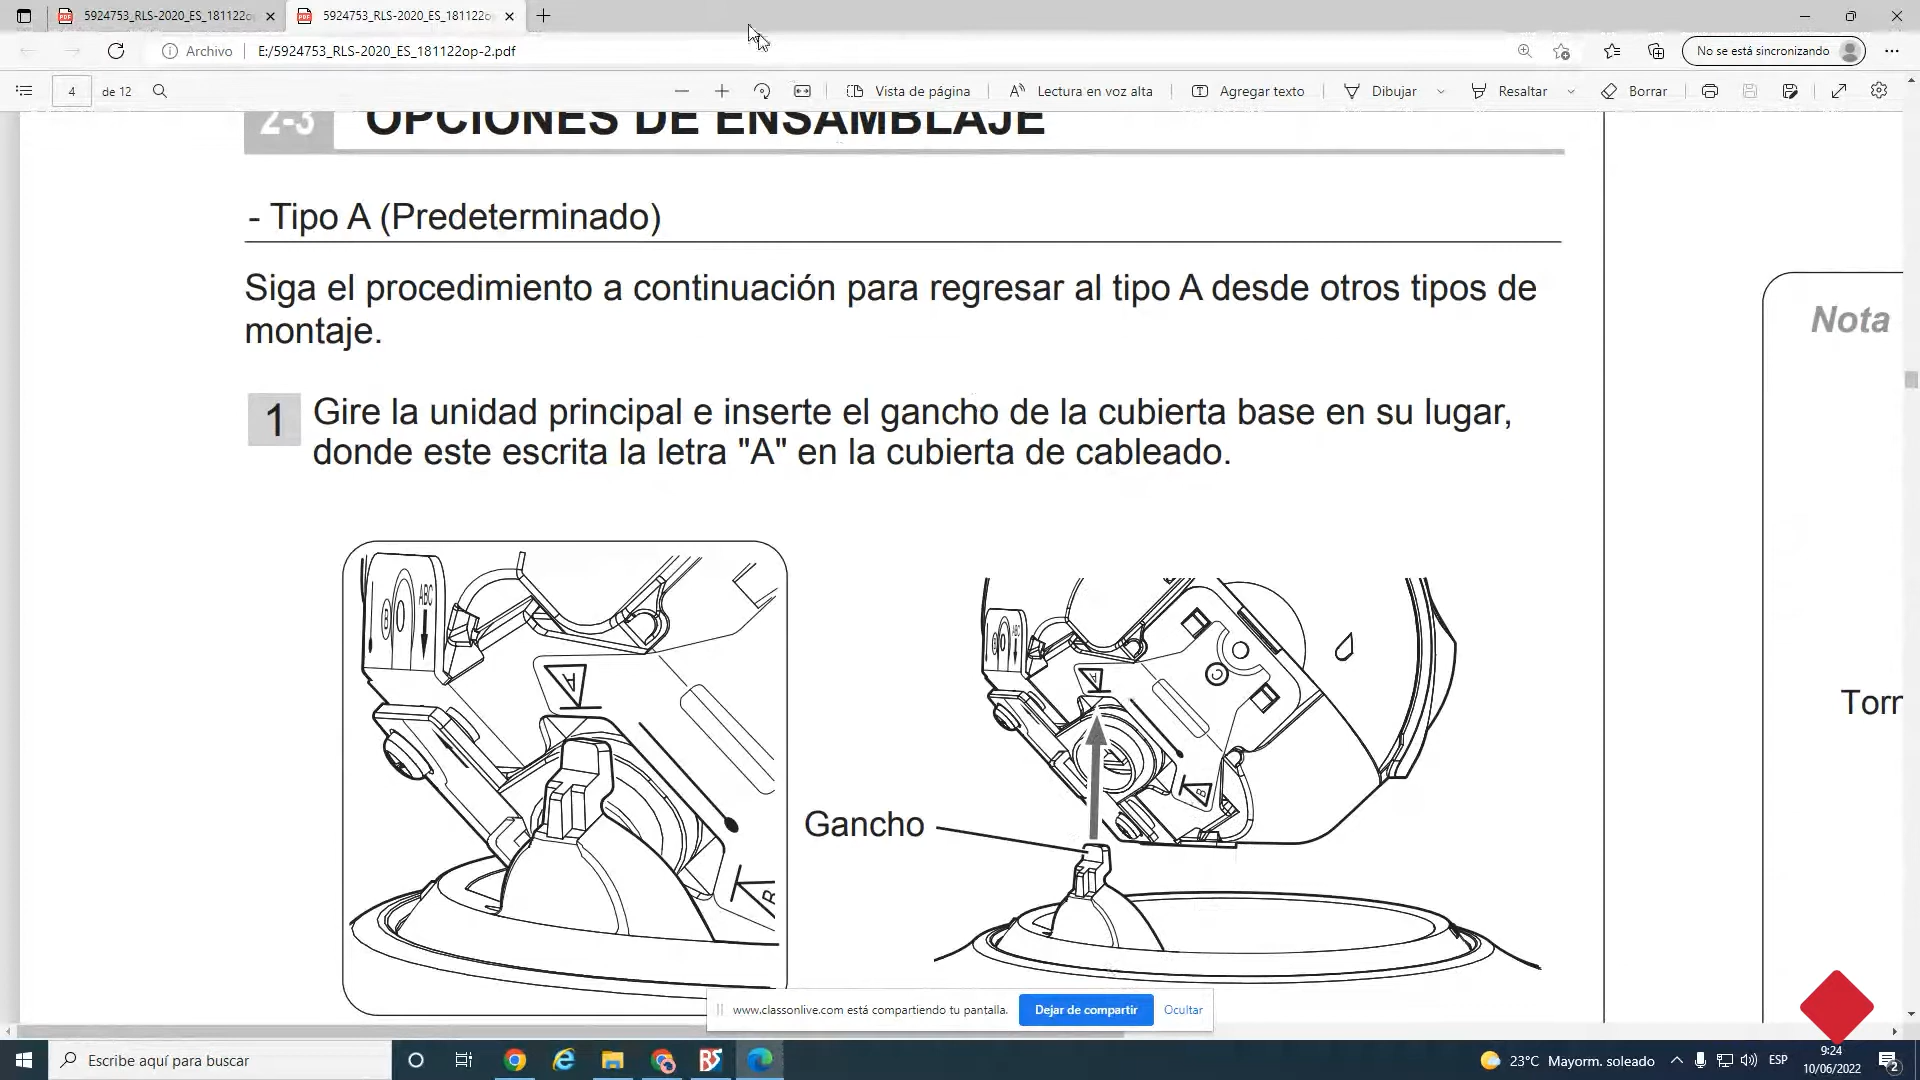 5924753_RLS-2020_ES_181122o
5924753_RLS-2020_ES_181122o
Archivo
E:/5924753_RLS-2020_ES_181122op-2.pdf
No se está sincronizando
4 de 12
Vista de página
Lectura en voz alta
Agregar texto
Dibujar
Resaltar
Borrar
2-3 OPCIONES DE ENSAMBLAJE
- Tipo A (Predeterminado)
Siga el procedimiento a continuación para regresar al tipo A desde otros tipos de
montaje.
1 Gire la unidad principal e inserte el gancho de la cubierta base en su lugar,
donde este escrita la letra "A" en la cubierta de cableado.
Nota
Torr
ABC
B
A
B
ABC
A
C
B
Gancho
www.classonlive.com está compartiendo tu pantalla.
Dejar de compartir
Ocultar
Escribe aquí para buscar
23°C Mayorm. soleado
ESP
9:24
10/06/2022
2